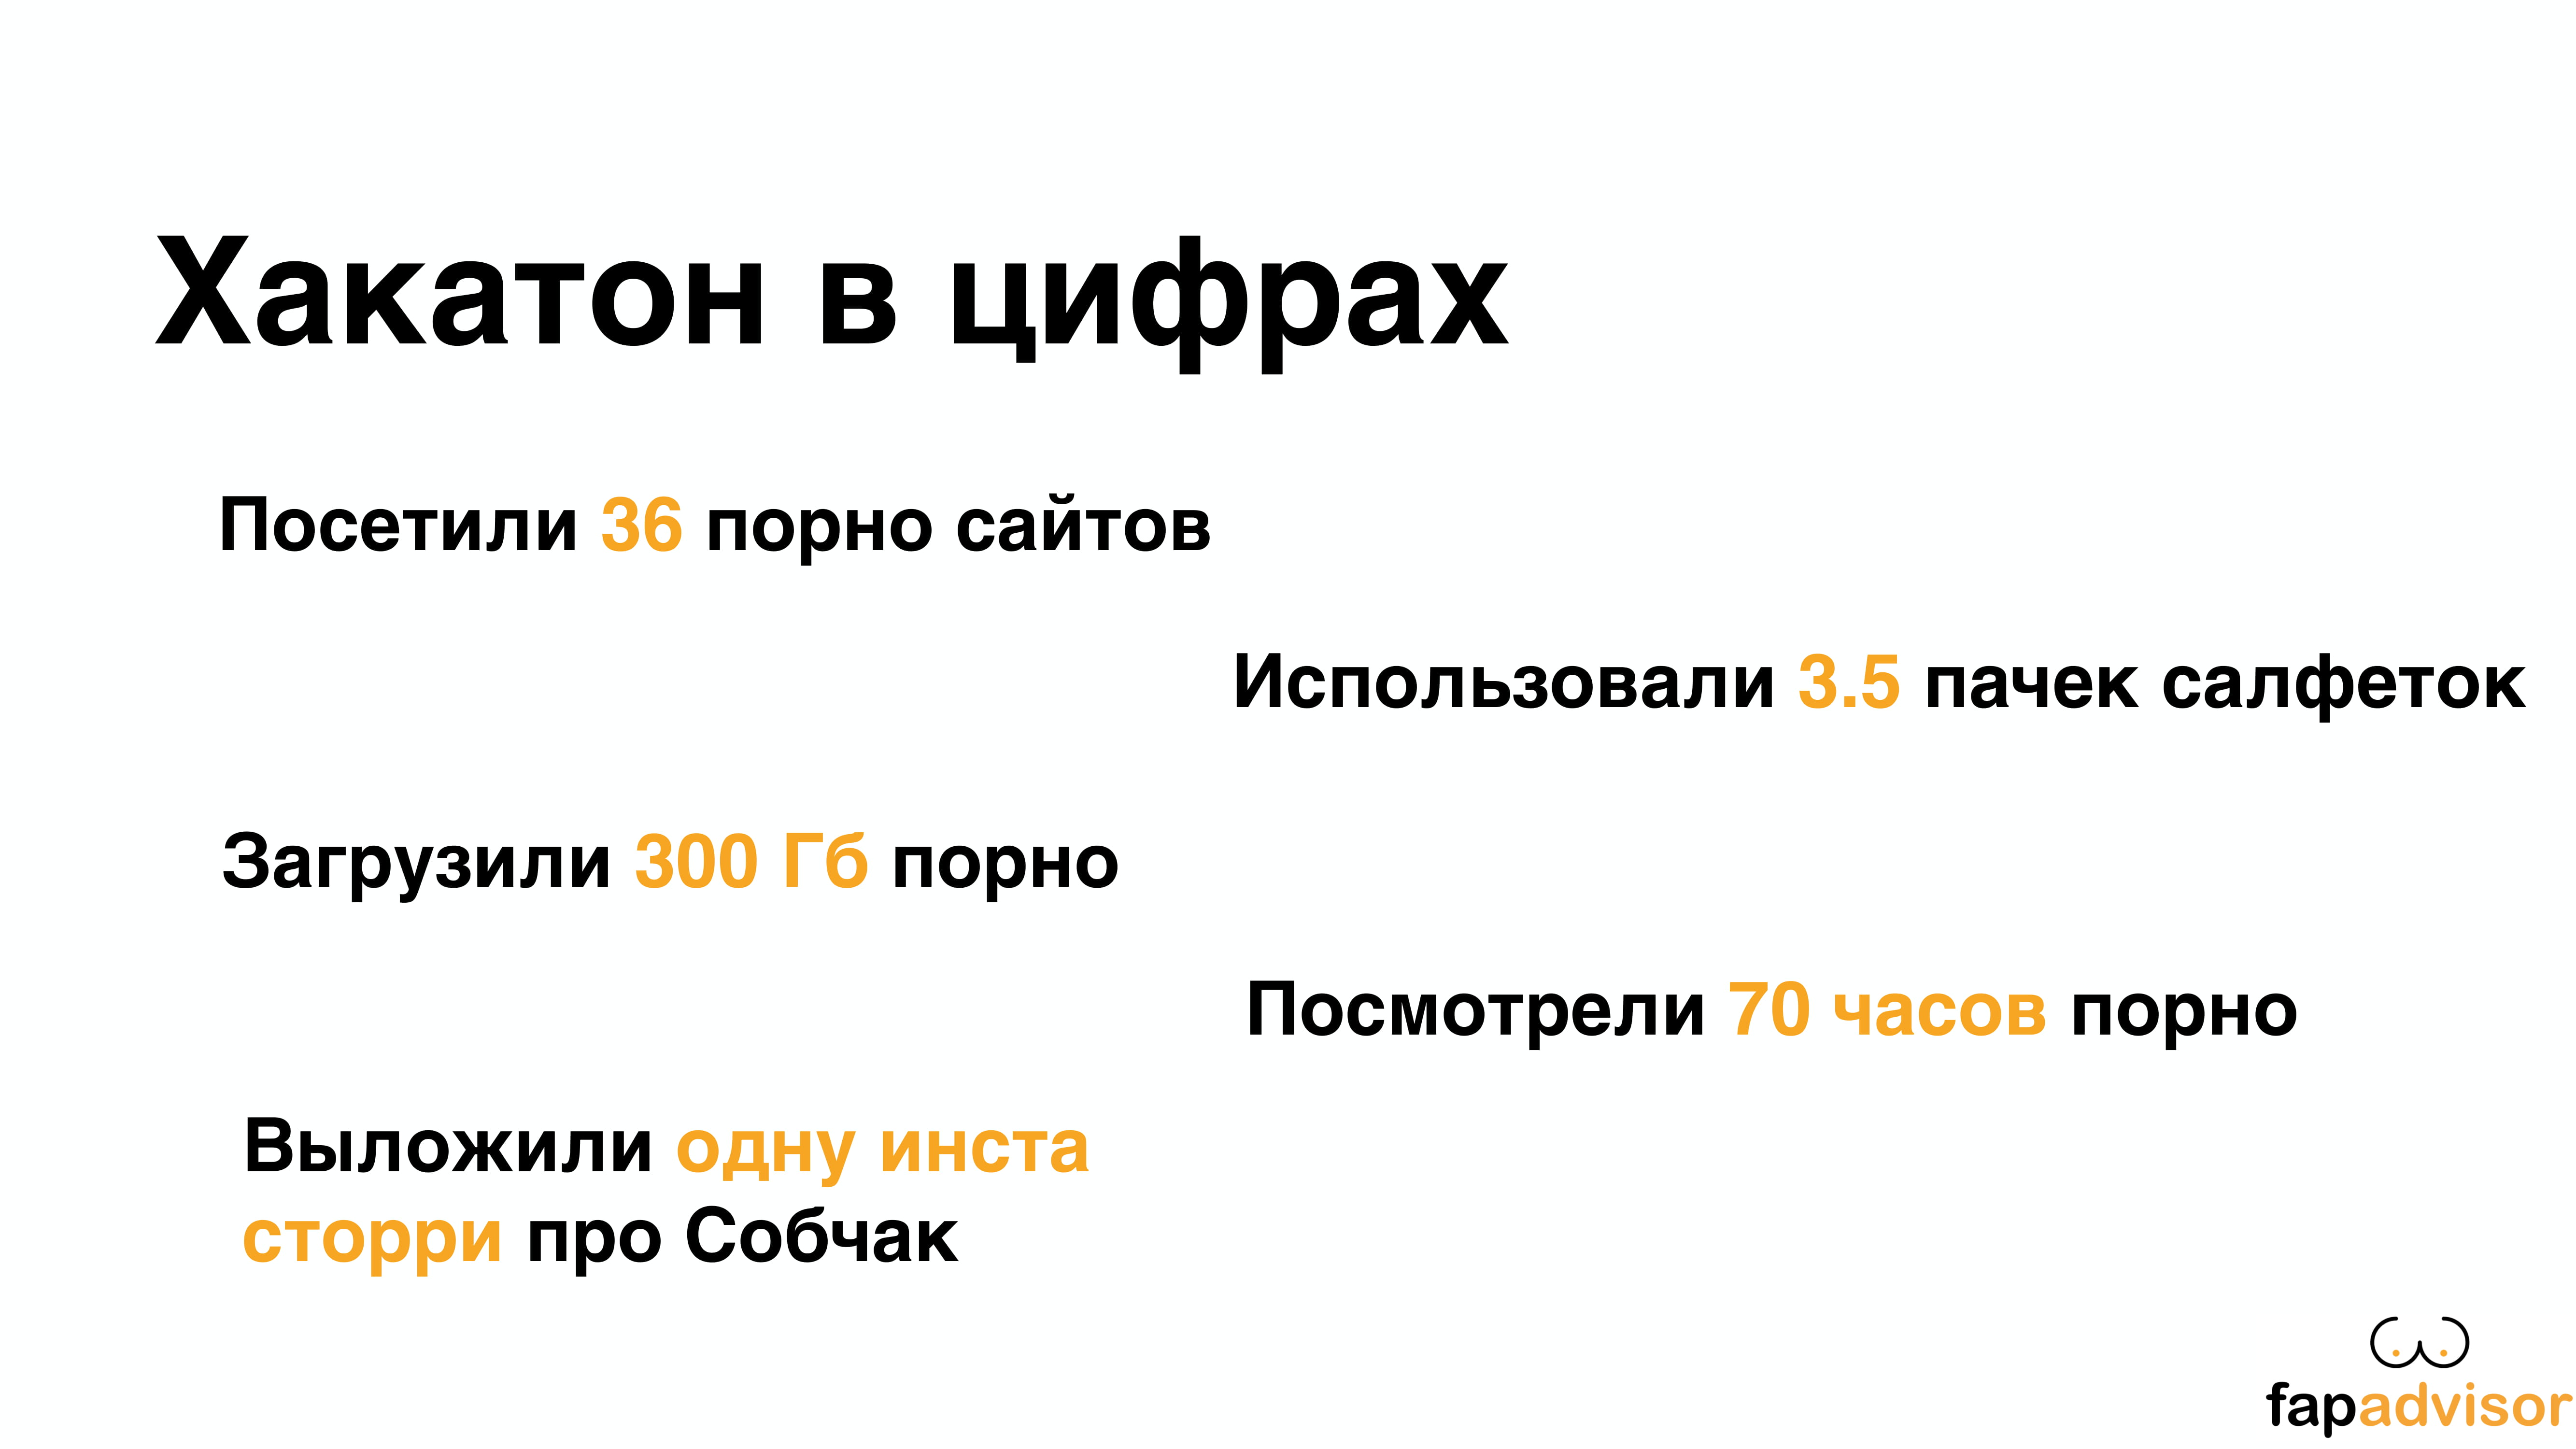 Хакатон в цифрах
Посетили 36 порно сайтов
Использовали 3.5 пачек салфеток
Загрузили 300 Гб порно
Посмотрели 70 часов порно
Выложили одну инста
сторри про Собчак
fapadvisor